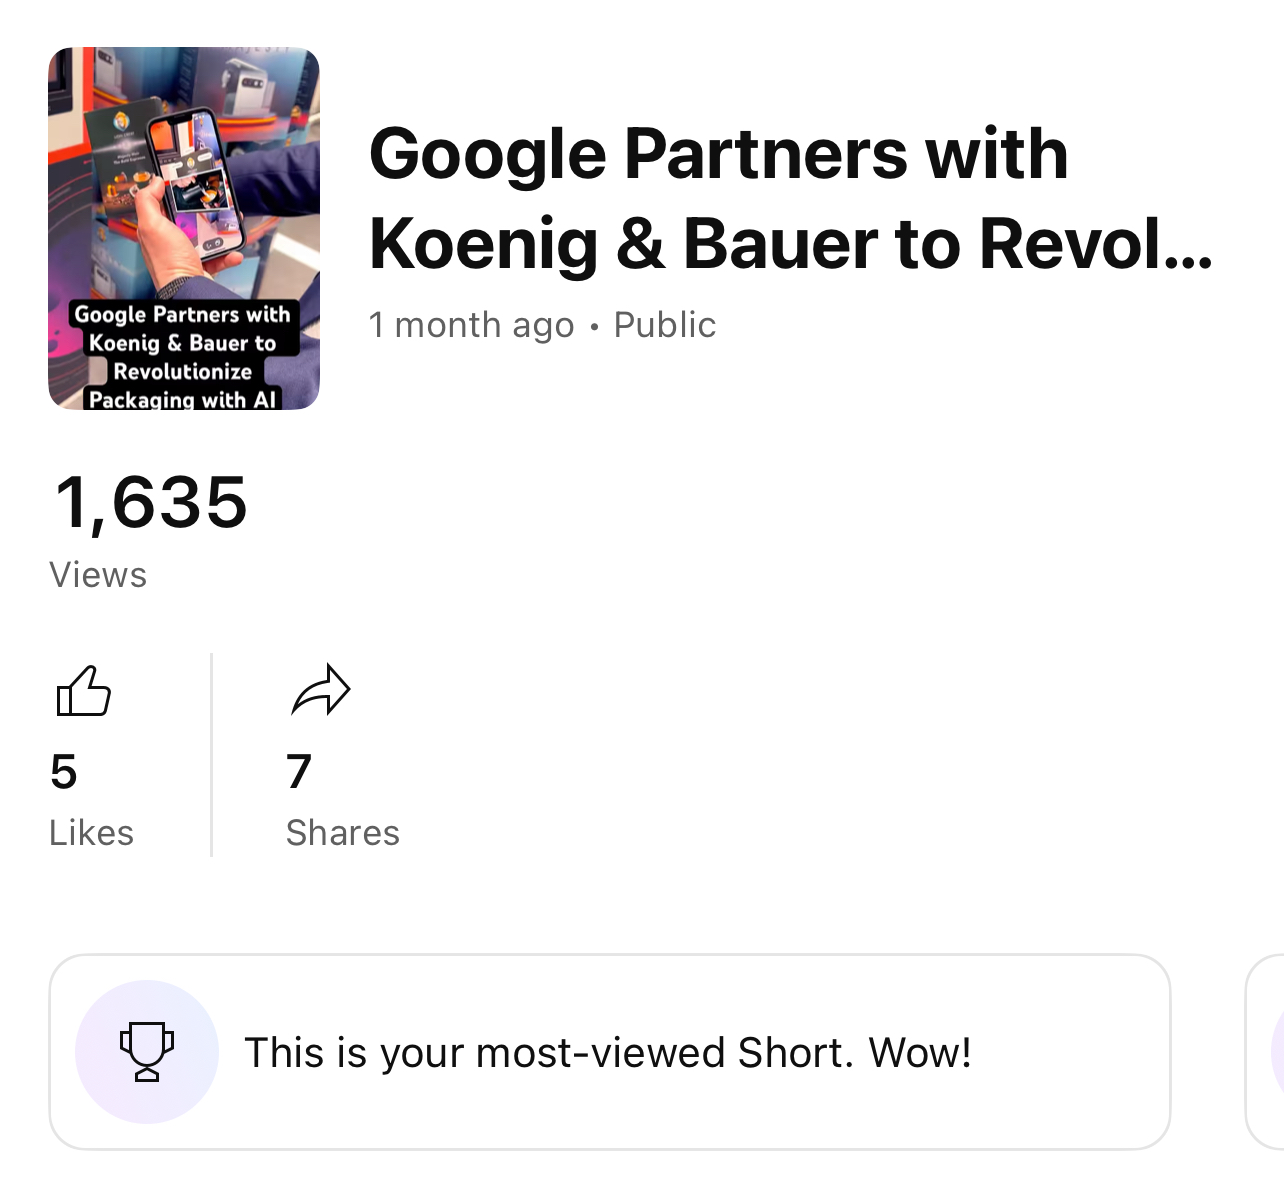 Google Partners with
Koenig & Bauer to Revol...
1 month ago • Public
Google Partners with
Koenig & Bauer to
Revolutionize
Packaging with AI
1,635
Views
5
Likes
7
Shares
This is your most-viewed Short. Wow!